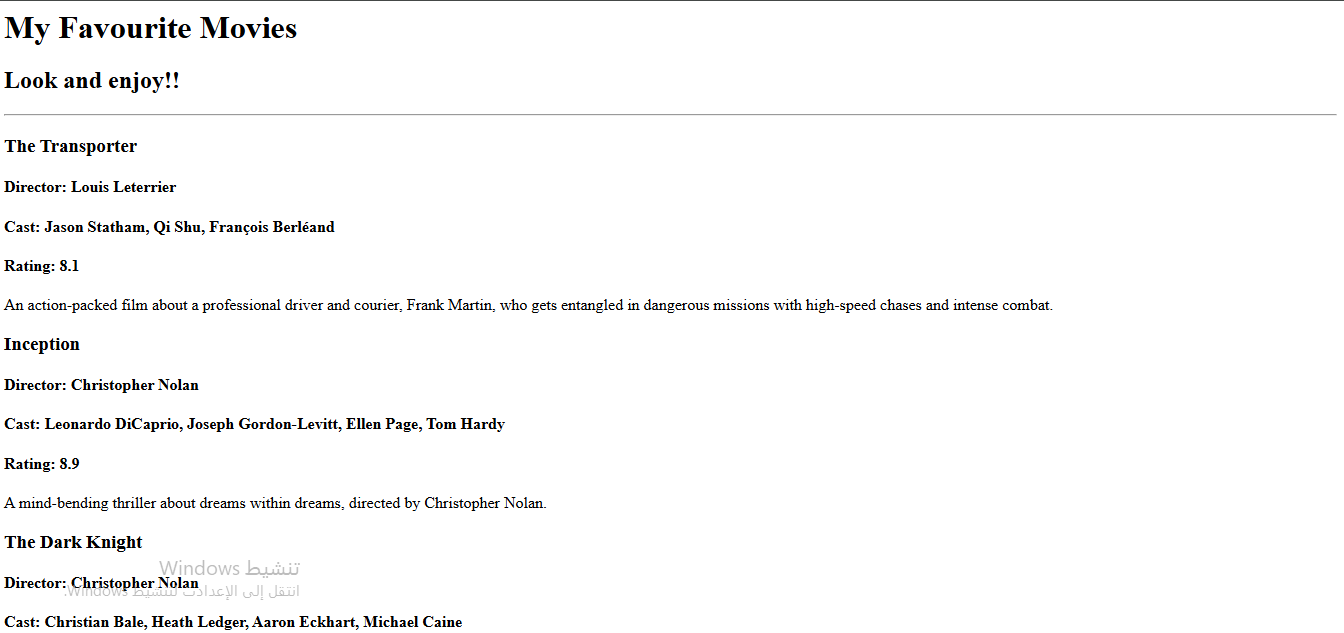 My Favourite Movies
Look and enjoy!!
The Transporter
Director: Louis Leterrier
Cast: Jason Statham, Qi Shu, François Berléand
Rating: 8.1
An action-packed film about a professional driver and courier, Frank Martin, who gets entangled in dangerous missions with high-speed chases and intense combat.
Inception
Director: Christopher Nolan
Cast: Leonardo DiCaprio, Joseph Gordon-Levitt, Ellen Page, Tom Hardy
Rating: 8.9
A mind-bending thriller about dreams within dreams, directed by Christopher Nolan.
The Dark Knight
تنشيط Windows
Director: Christopher Nolan
انتقل إلى الإعدادات لتنشيط Windows.
Cast: Christian Bale, Heath Ledger, Aaron Eckhart, Michael Caine